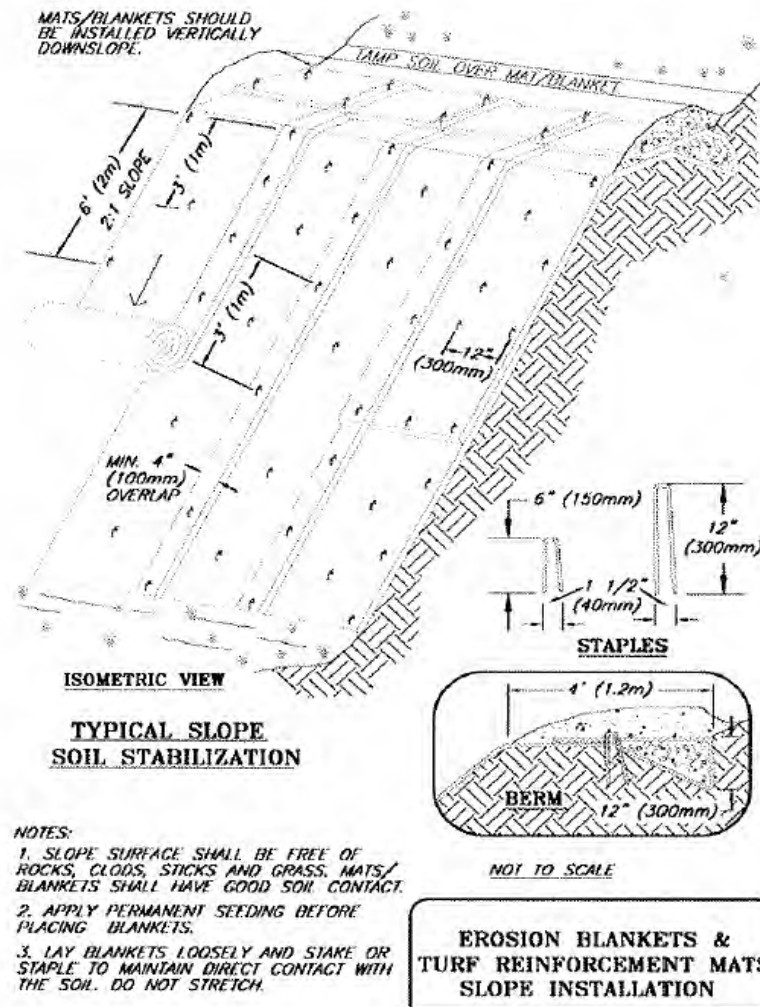 MATS/BLANKETS SHOULD
BE INSTALLED VERTICALLY
DOWNSLOPE.
TAMP SOIL OVER MAT/BLANKET
6' (2m)
2:1 SLOPE
3' (1m)
3' (1m)
12"
(300mm)
MIN. 4"
(100mm)
OVERLAP
6" (150mm)
12"
(300mm)
1 1/2"
(40mm)
STAPLES
ISOMETRIC VIEW
TYPICAL SLOPE
SOIL STABILIZATION
4' (1.2m)
BERM
12" (300mm)
NOT TO SCALE
NOTES:
1. SLOPE SURFACE SHALL BE FREE OF
ROCKS, CLODS, STICKS AND GRASS. MATS/
BLANKETS SHALL HAVE GOOD SOIL CONTACT.
2. APPLY PERMANENT SEEDING BEFORE
PLACING BLANKETS.
3. LAY BLANKETS LOOSELY AND STAKE OR
STAPLE TO MAINTAIN DIRECT CONTACT WITH
THE SOIL. DO NOT STRETCH.
EROSION BLANKETS &
TURF REINFORCEMENT MATS
SLOPE INSTALLATION